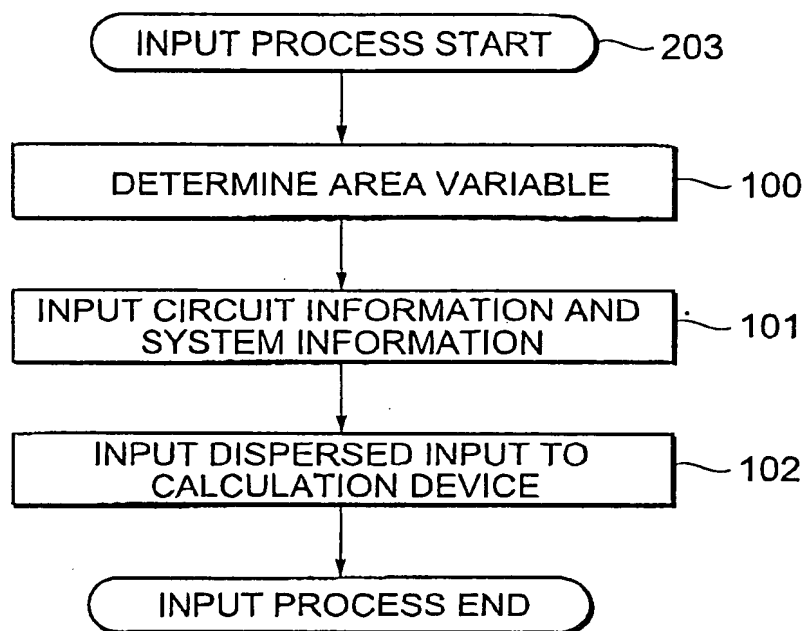 INPUT PROCESS START
203
DETERMINE AREA VARIABLE
100
INPUT CIRCUIT INFORMATION AND
SYSTEM INFORMATION
101
INPUT DISPERSED INPUT TO
CALCULATION DEVICE
102
INPUT PROCESS END